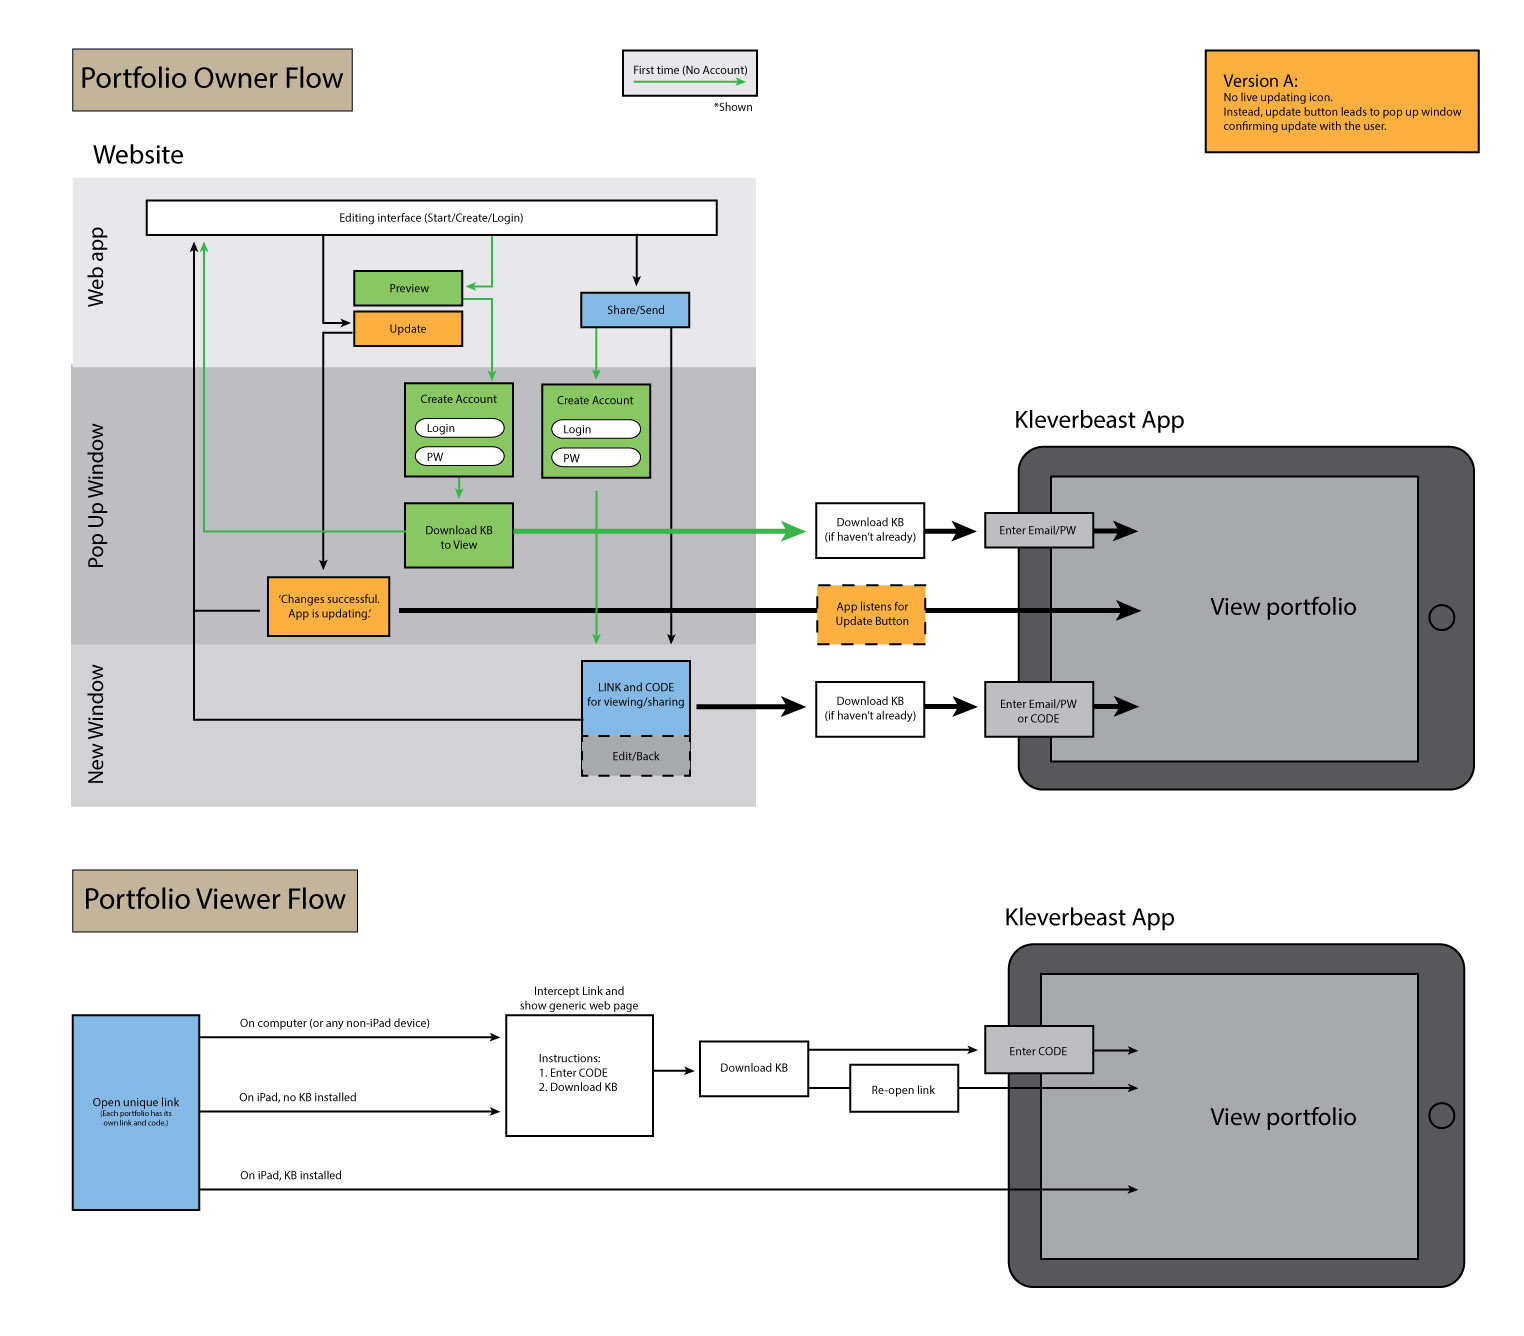 Portfolio Owner Flow
First time (No Account)
*Shown
Version A:
No live updating icon.
Instead, update button leads to pop up window
confirming update with the user.
Website
Web app
Editing interface (Start/Create/Login)
Preview
Update
Share/Send
Pop Up Window
Create Account
Login
PW
Create Account
Login
PW
Download KB
to View
'Changes successful.
App is updating.'
New Window
LINK and CODE
for viewing/sharing
Edit/Back
Download KB
(if haven't already)
App listens for
Update Button
Download KB
(if haven't already)
Kleverbeast App
Enter Email/PW
View portfolio
Enter Email/PW
or CODE
Portfolio Viewer Flow
Open unique link
(Each portfolio has its
own link and code.)
On computer (or any non-iPad device)
On iPad, no KB installed
On iPad, KB installed
Intercept Link and
show generic web page
Instructions:
1. Enter CODE
2. Download KB
Download KB
Re-open link
Kleverbeast App
Enter CODE
View portfolio